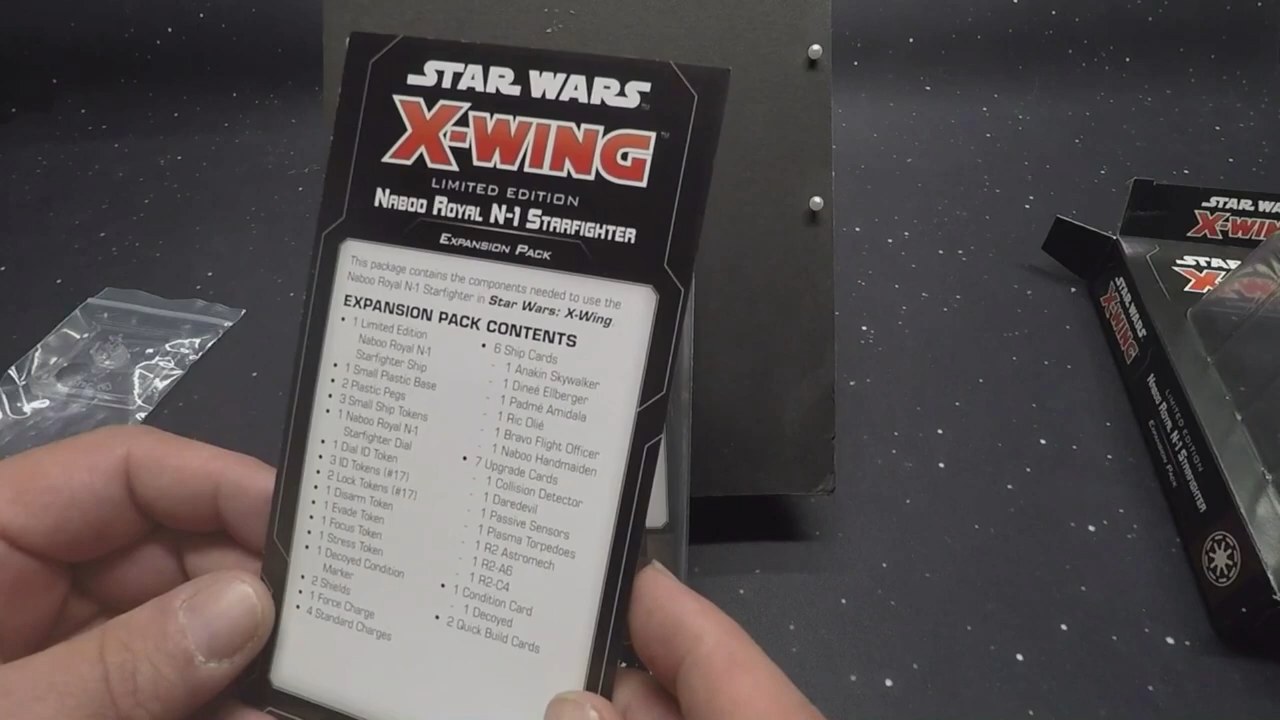 STAR WARS
X-WING
LIMITED EDITION
NABOO ROYAL N-1 STARFIGHTER
EXPANSION PACK
This package contains the components needed to use the
Naboo Royal N-1 Starfighter in Star Wars: X-Wing.
EXPANSION PACK CONTENTS
• 1 Limited Edition
Naboo Royal N-1
Starfighter Ship
• 1 Small Plastic Base
• 2 Plastic Pegs
• 3 Small Ship Tokens
• 1 Naboo Royal N-1
Starfighter Dial
• 1 Dial ID Token
• 3 ID Tokens (#17)
• 2 Lock Tokens (#17)
• 1 Disarm Token
• 1 Evade Token
• 1 Focus Token
• 1 Stress Token
• 1 Decoyed Condition
Marker
• 2 Shields
• 1 Force Charge
• 4 Standard Charges
• 6 Ship Cards
- 1 Anakin Skywalker
- 1 Dineé Ellberger
- 1 Padmé Amidala
- 1 Ric Olié
- 1 Bravo Flight Officer
- 1 Naboo Handmaiden
• 7 Upgrade Cards
- 1 Collision Detector
- 1 Daredevil
- 1 Passive Sensors
- 1 Plasma Torpedoes
- 1 R2 Astromech
- 1 R2-A6
- 1 R2-C4
• 1 Condition Card
- 1 Decoyed
• 2 Quick Build Cards
STAR WA
X-WIN
STAR
X
STAR WARS
X-WING
LIMITED EDITION
NABOO ROYAL N-1 STARFIGHTER
EXPANSION PACK